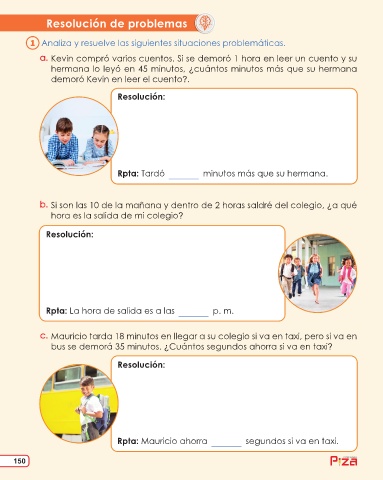 Resolución de problemas
1 Analiza y resuelve las siguientes situaciones problemáticas.
a. Kevin compró varios cuentos. Si se demoró 1 hora en leer un cuento y su
hermana lo leyó en 45 minutos, ¿cuántos minutos más que su hermana
demoró Kevin en leer el cuento?.
Resolución:
Rpta: Tardó _______ minutos más que su hermana.
b. Si son las 10 de la mañana y dentro de 2 horas saldré del colegio, ¿a qué
hora es la salida de mi colegio?
Resolución:
Rpta: La hora de salida es a las _______ p. m.
c. Mauricio tarda 18 minutos en llegar a su colegio si va en taxi, pero si va en
bus se demorá 35 minutos. ¿Cuántos segundos ahorra si va en taxi?
Resolución:
Rpta: Mauricio ahorra _______ segundos si va en taxi.
150